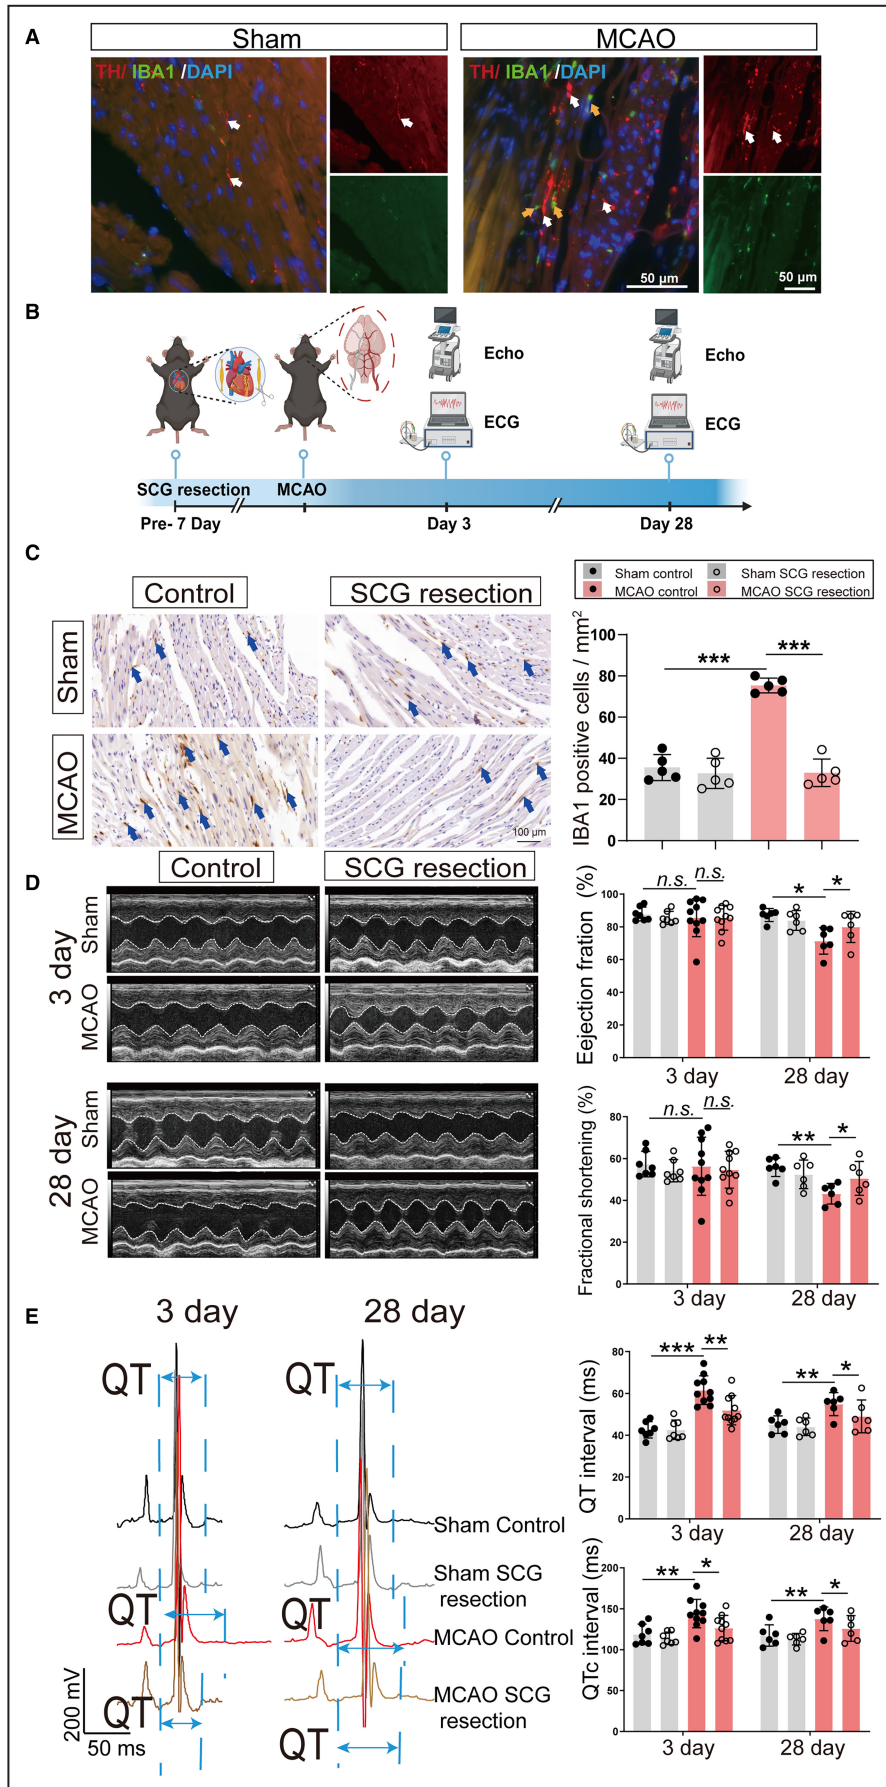 A
Sham
MCAO
TH/ IBA1 /DAPI
TH/ IBA1 /DAPI
50 µm
50 µm
B
Echo
Echo
ECG
ECG
SCG resection
MCAO
Pre- 7 Day
Day 3
Day 28
C
Control
SCG resection
Sham
MCAO
100 µm
Sham control
Sham SCG resection
MCAO control
MCAO SCG resection
IBA1 positive cells / mm²
100
80
60
40
20
0
***
***
D
Control
SCG resection
3 day
Sham
MCAO
28 day
Sham
MCAO
Eejection fration (%)
100
80
60
40
20
0
n.s.
n.s.
*
*
3 day
28 day
Fractional shortening (%)
80
60
40
20
0
n.s.
n.s.
**
*
3 day
28 day
E
3 day
28 day
QT
QT
Sham Control
Sham SCG
resection
QT
QT
MCAO Control
MCAO SCG
resection
QT
QT
200 mV
50 ms
QT interval (ms)
80
60
40
20
0
***
**
**
*
3 day
28 day
QTc interval (ms)
200
150
100
50
0
**
*
**
*
3 day
28 day